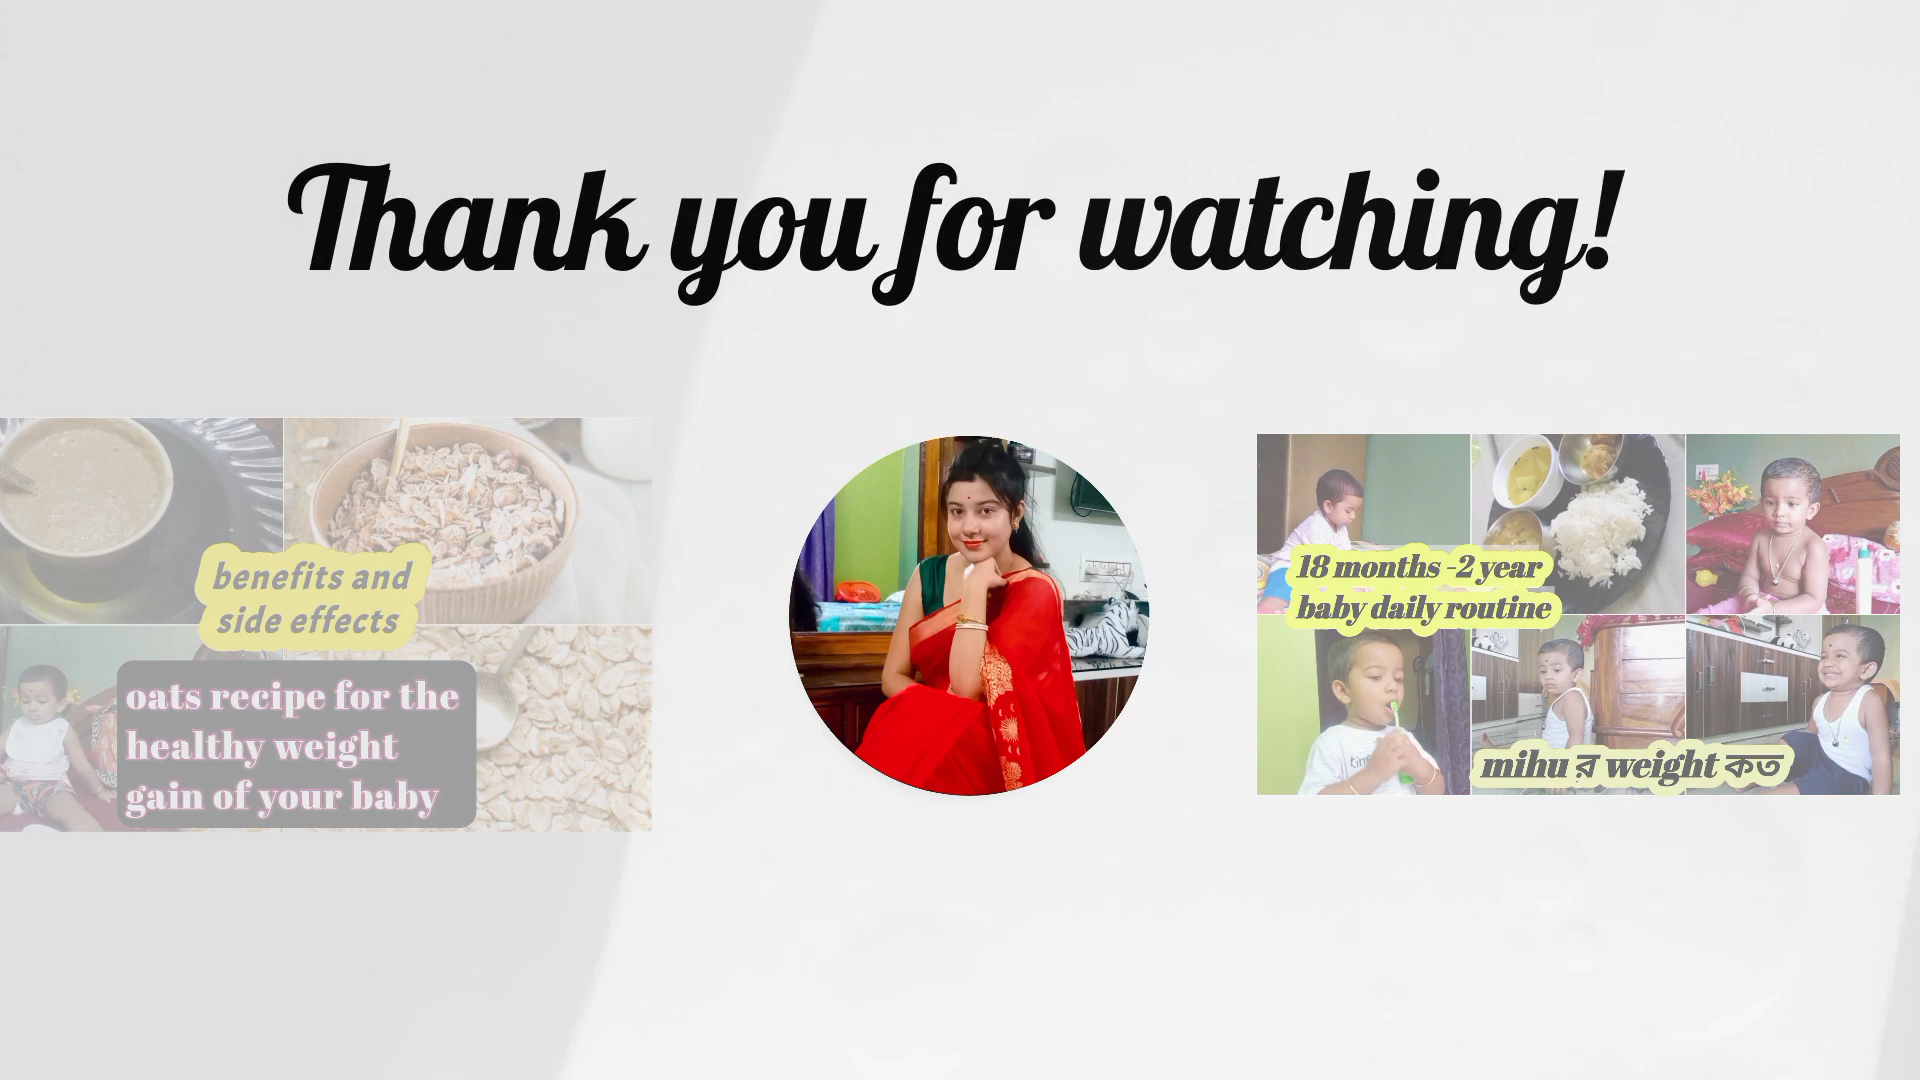 Thank you for watching!
benefits and
side effects
oats recipe for the
healthy weight
gain of your baby
18 months -2 year
baby daily routine
mihu র weight কত